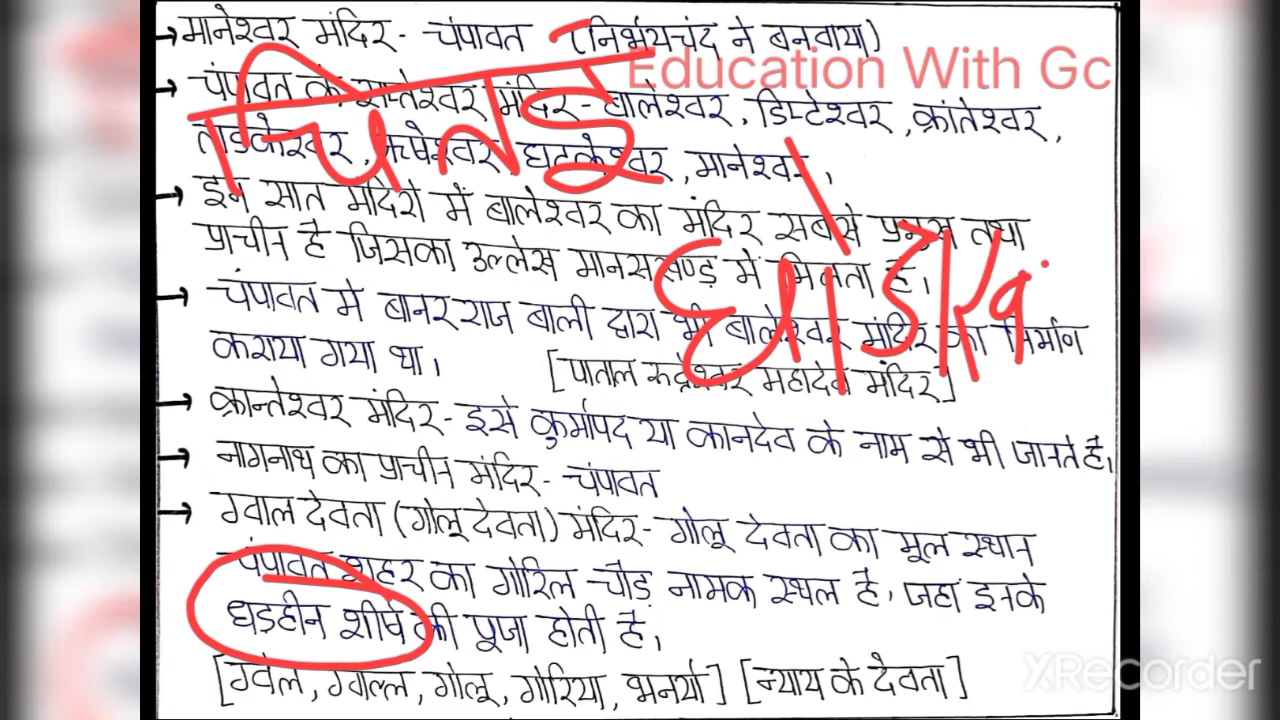 → मानेश्वर मंदिर - चंपावत (निर्भयचंद ने बनवाया)
Education With Gc
→ चंपावत के सप्तेश्वर मंदिर - बालेश्वर, डिप्टेश्वर, क्रांतेश्वर,
ताडकेश्वर, ऋषेश्वर, घटकेश्वर, मानेश्वर,
→ इन सात मंदिरों में बालेश्वर का मंदिर सबसे प्रमुख तथा
प्राचीन है जिसका उल्लेख मानसखण्ड में मिलता है।
→ चंपावत में बानर राज बाली द्वारा भी बालेश्वर मंदिर का निर्माण
कराया गया था। [पाताल रुद्रेश्वर महादेव मंदिर]
→ क्रान्तेश्वर मंदिर - इसे कुर्मापद या कानदेव के नाम से भी जानते है,
→ नागनाथ का प्राचीन मंदिर - चंपावत
→ ग्वाल देवता (गोलू देवता) मंदिर - गोलू देवता का मूल स्थान
चंपावत शहर का गोरिल चौड़ नामक स्थल है, जहां इनके
धड़हीन शीर्ष की पूजा होती है,
[ग्वेल, ग्वाल्ल, गोलू, गोरिया, भनर्या] [न्याय के देवता]
XRecorder